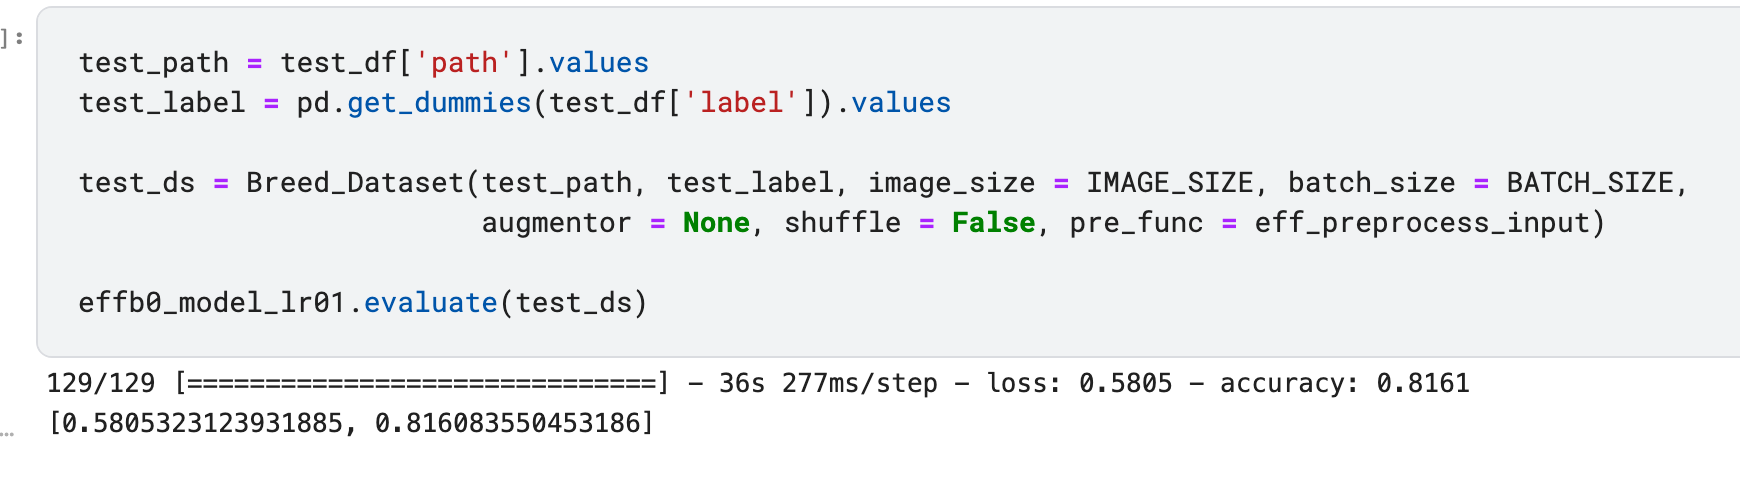 ]:
test_path = test_df['path'].values
test_label = pd.get_dummies(test_df['label']).values
test_ds = Breed_Dataset(test_path, test_label, image_size = IMAGE_SIZE, batch_size = BATCH_SIZE,
augmentor = None, shuffle = False, pre_func = eff_preprocess_input)
effb0_model_lr01.evaluate(test_ds)
129/129 [==============================] - 36s 277ms/step - loss: 0.5805 - accuracy: 0.8161
[0.5805323123931885, 0.816083550453186]
…